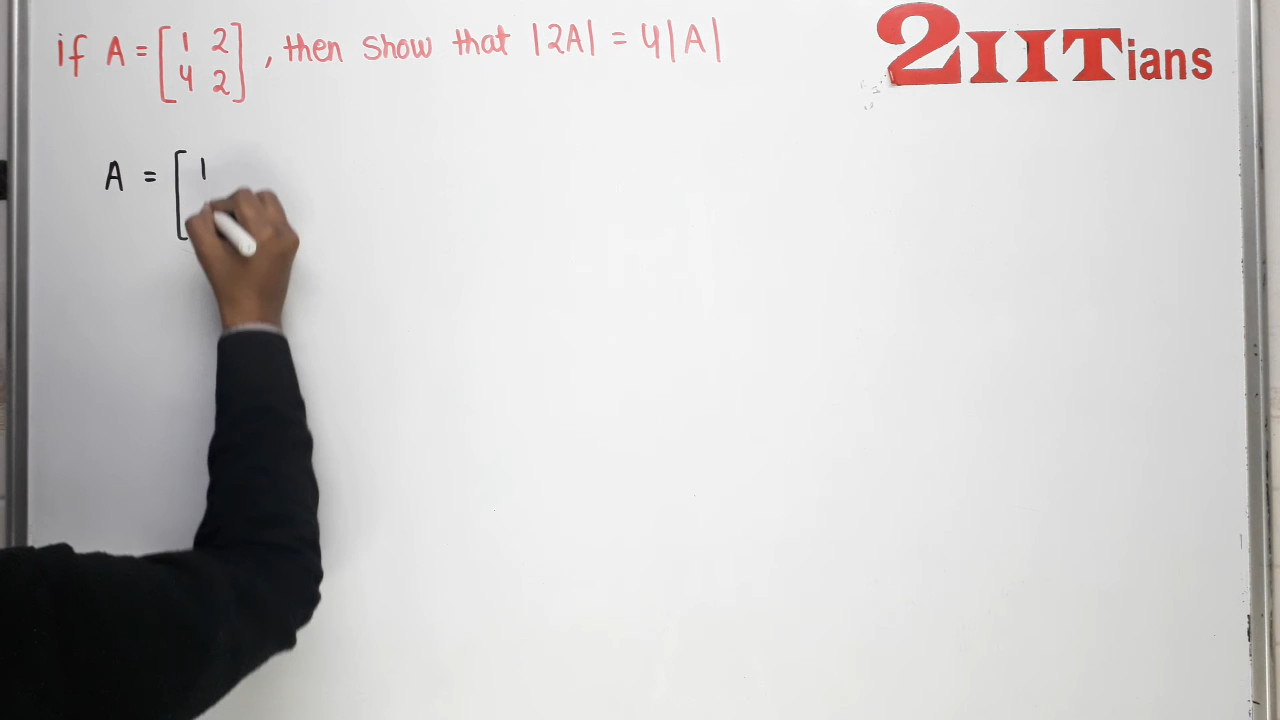 if A = [1 2
4 2], then show that |2A| = 4|A|
2IITians
A = [1